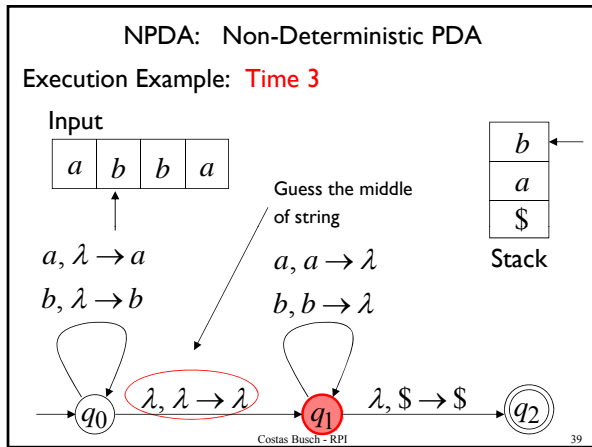 NPDA: Non-Deterministic PDA
Execution Example: Time 3
Input
a b b a
b
a
$
Stack
Guess the middle
of string
a, λ → a
b, λ → b
a, a → λ
b, b → λ
q0
λ, λ → λ
q1
λ, $ → $
q2
Costas Busch - RPI
39